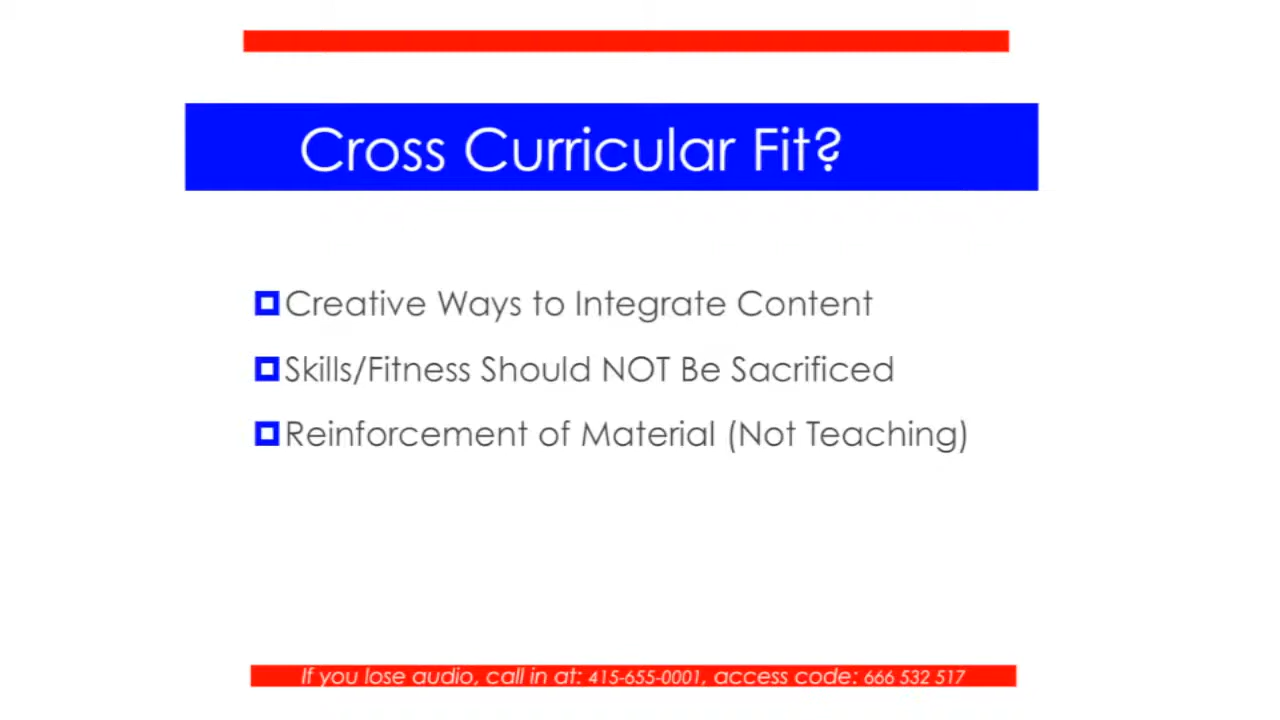 Cross Curricular Fit?
Creative Ways to Integrate Content
Skills/Fitness Should NOT Be Sacrificed
Reinforcement of Material (Not Teaching)
If you lose audio, call in at: 415-655-0001, access code: 666 532 517